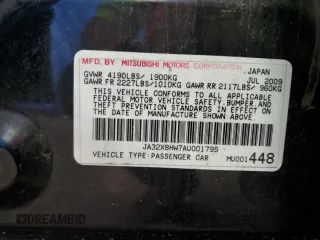 MFD. BY MITSUBISHI MOTORS CORPORATION JAPAN
GVWR 4190LBS/ 1900KG JUL 2009
GAWR FR 2227LBS/1010KG GAWR RR 2117LBS/ 960KG
THIS VEHICLE CONFORMS TO ALL APPLICABLE
FEDERAL MOTOR VEHICLE SAFETY, BUMPER, AND
THEFT PREVENTION STANDARDS IN EFFECT ON
THE DATE OF MANUFACTURE SHOWN ABOVE.
JA32X8HW7AU001795
VEHICLE TYPE:PASSENGER CAR MU001448
AUTOBIDMASTER